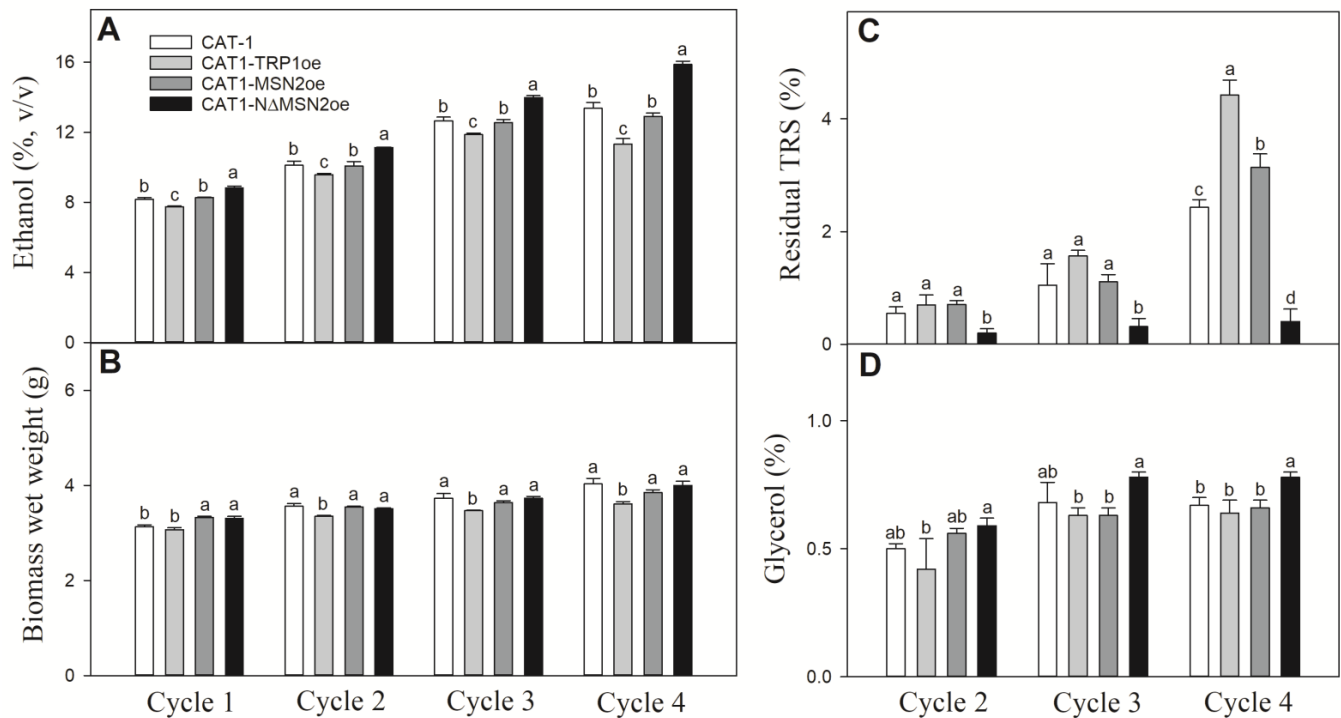 A
CAT-1
CAT1-TRP1oe
CAT1-MSN2oe
CAT1-NΔMSN2oe
Ethanol (%, v/v)
16
12
8
4
0
b c b a
b c b a
b c b a
b c b a
B
Biomass wet weight (g)
6
4
2
0
b b a a
a b a a
a b a a
a b a a
Cycle 1 Cycle 2 Cycle 3 Cycle 4
C
Residual TRS (%)
4
2
0
a a a b
a a a b
c a b d
D
Glycerol (%)
1.0
0.5
0.0
ab b ab a
ab b b a
b b b a
Cycle 2 Cycle 3 Cycle 4